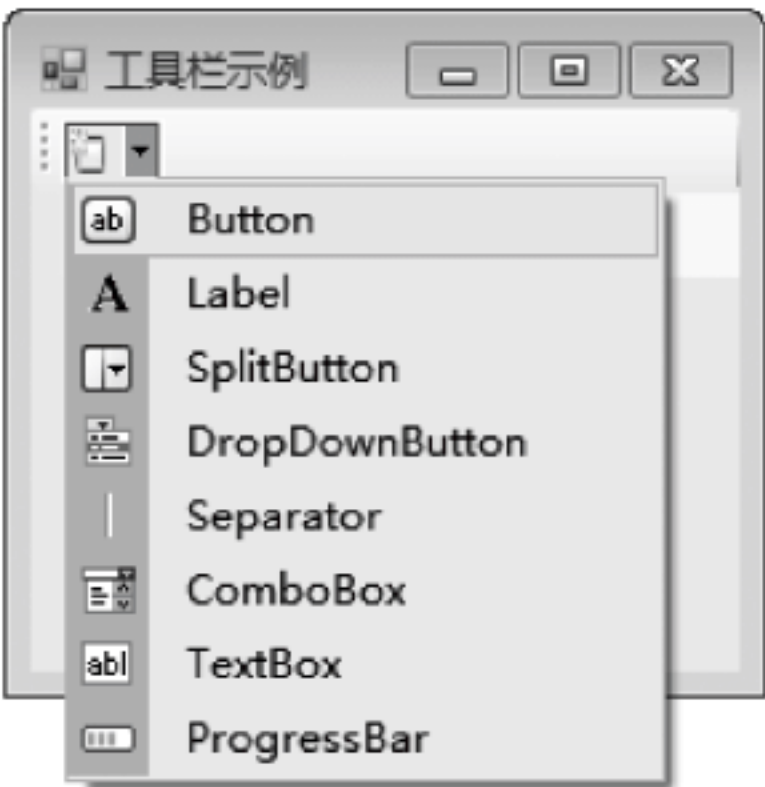 工具栏示例
ab Button
A Label
SplitButton
DropDownButton
Separator
ComboBox
abl TextBox
ProgressBar